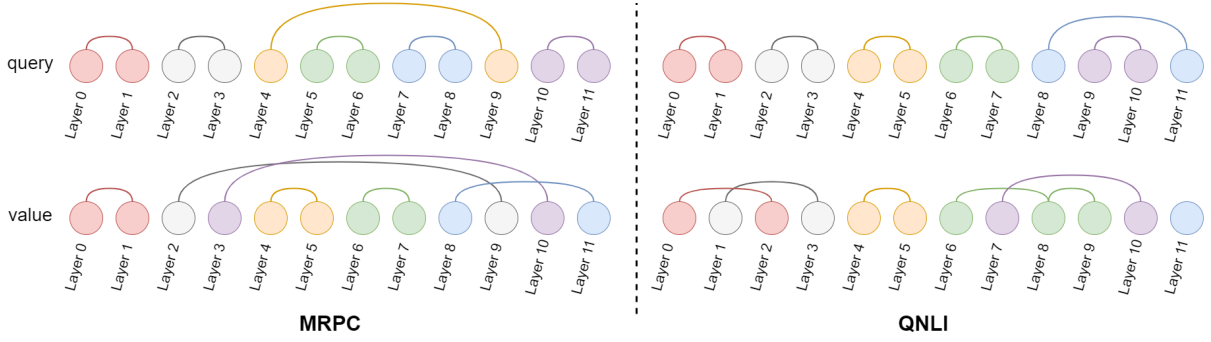 query
Layer 0
Layer 1
Layer 2
Layer 3
Layer 4
Layer 5
Layer 6
Layer 7
Layer 8
Layer 9
Layer 10
Layer 11
Layer 0
Layer 1
Layer 2
Layer 3
Layer 4
Layer 5
Layer 6
Layer 7
Layer 8
Layer 9
Layer 10
Layer 11
value
Layer 0
Layer 1
Layer 2
Layer 3
Layer 4
Layer 5
Layer 6
Layer 7
Layer 8
Layer 9
Layer 10
Layer 11
Layer 0
Layer 1
Layer 2
Layer 3
Layer 4
Layer 5
Layer 6
Layer 7
Layer 8
Layer 9
Layer 10
Layer 11
MRPC
QNLI